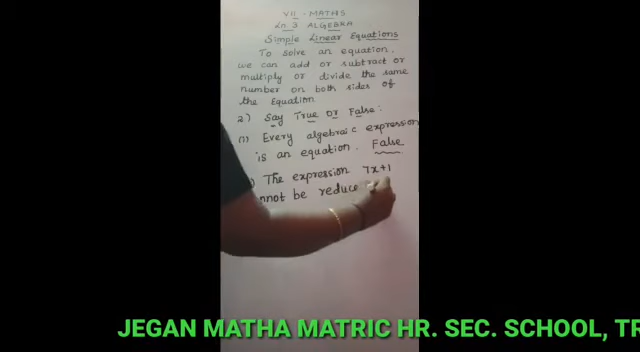 VII - MATHS
Ln. 3 ALGEBRA
Simple Linear Equations
To solve an equation,
we can add or subtract or
multiply or divide the same
number on both sides of
the Equation
2) Say True or False:
(i) Every algebraic expression
is an equation. False
) The expression 7x+1
nnot be reduce
JEGAN MATHA MATRIC HR. SEC. SCHOOL, TR